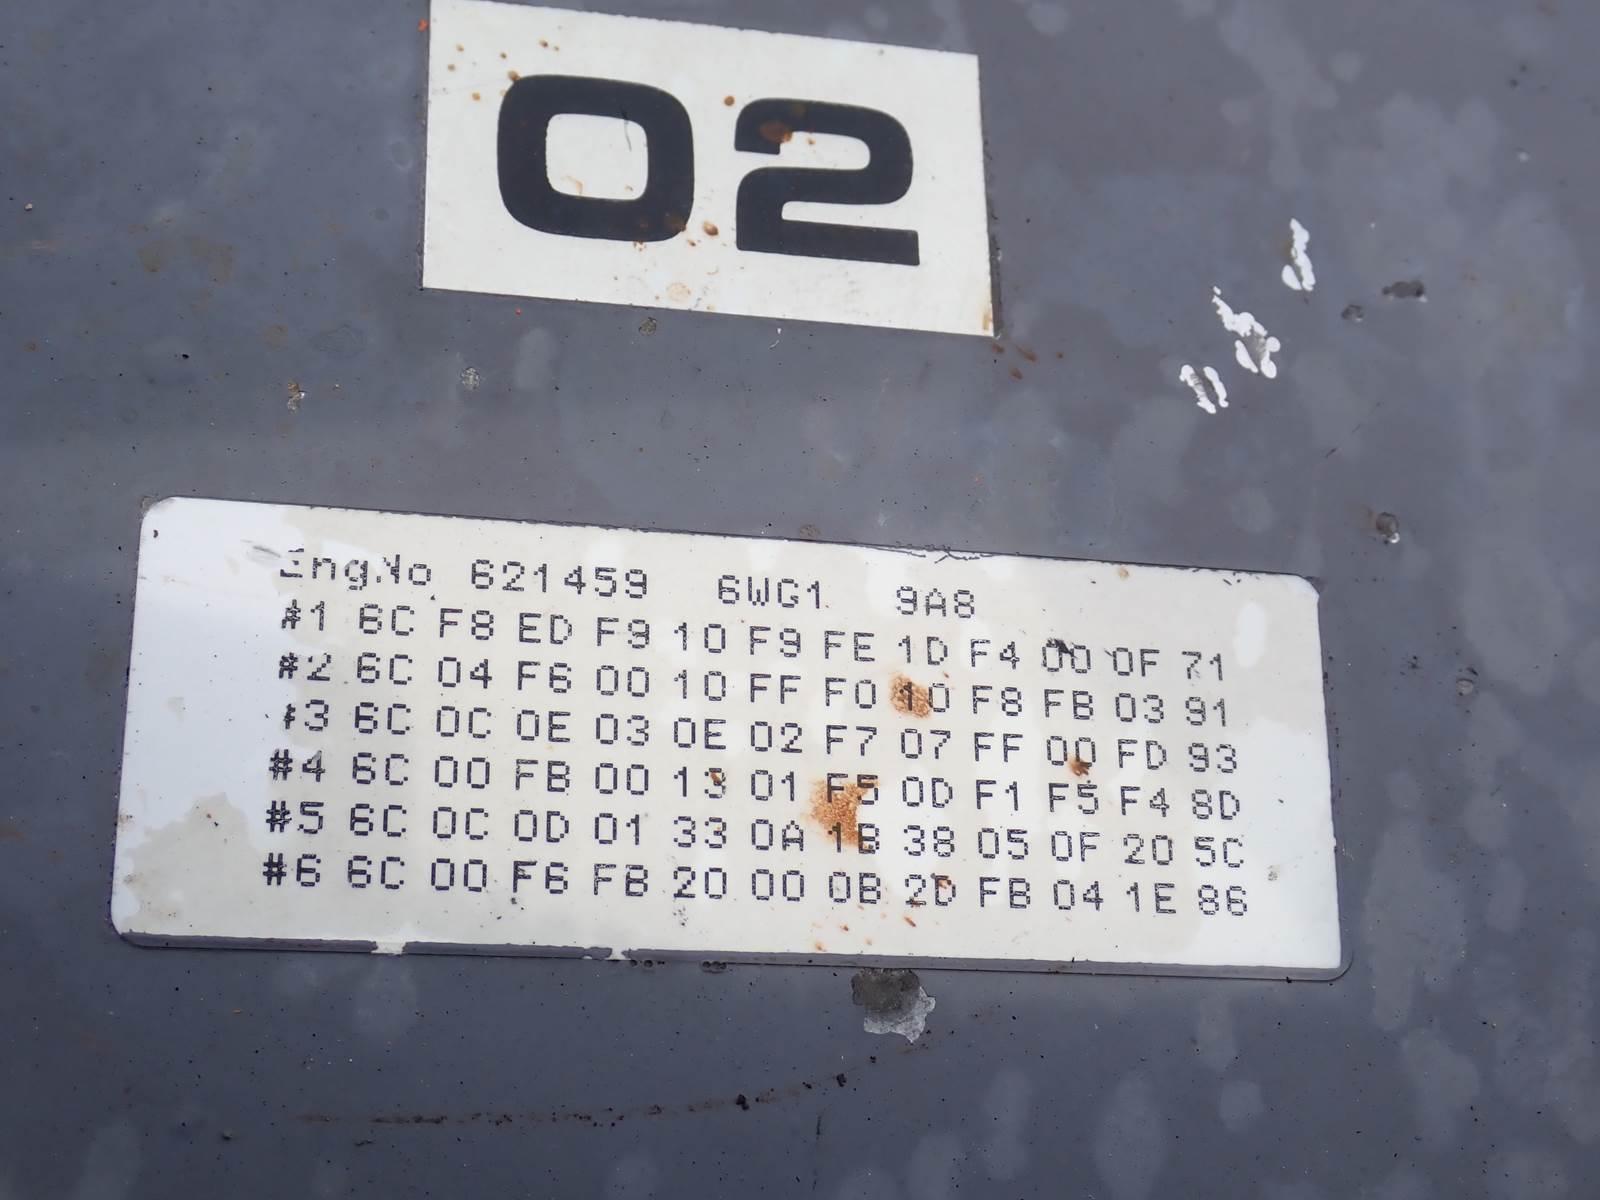 02
Eng.No. 621459 6WG1 9A8
#1 6C F8 ED F9 10 F9 FE 1D F4 00 0F 71
#2 6C 04 F6 00 10 FF F0 10 F8 FB 03 91
#3 6C 0C 0E 03 0E 02 F7 07 FF 00 FD 93
#4 6C 00 FB 00 13 01 F5 0D F1 F5 F4 8D
#5 6C 0C 0D 01 33 0A 1B 38 05 0F 20 5C
#6 6C 00 F6 FB 20 00 0B 2D FB 04 1E 86